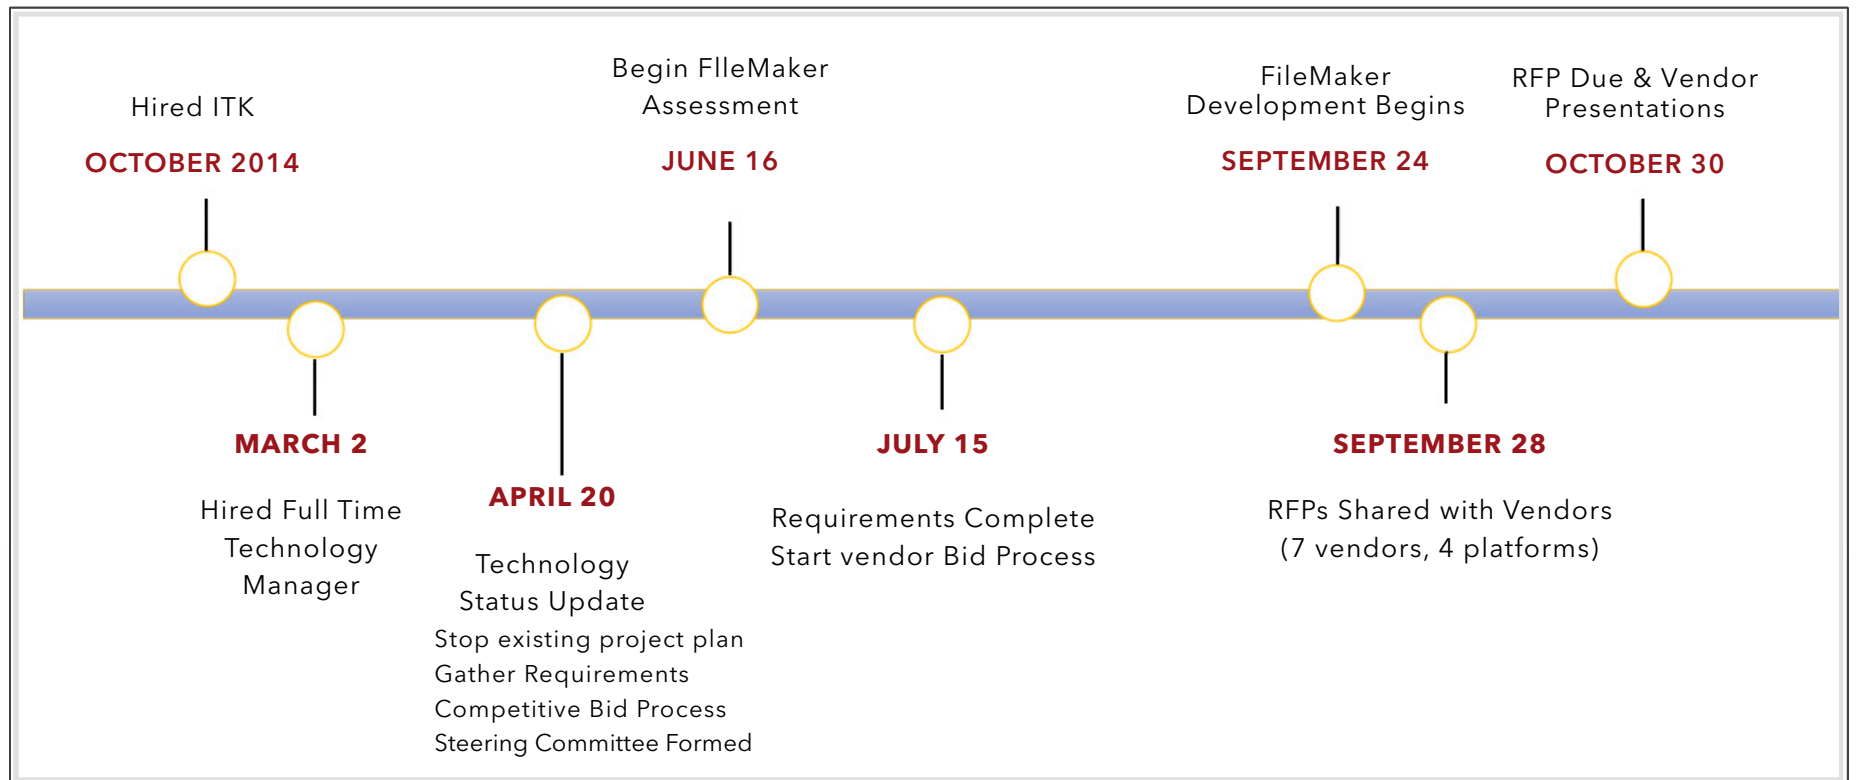 Hired ITK
OCTOBER 2014
MARCH 2
Hired Full Time
Technology
Manager
APRIL 20
Technology
Status Update
Stop existing project plan
Gather Requirements
Competitive Bid Process
Steering Committee Formed
Begin FlleMaker
Assessment
JUNE 16
JULY 15
Requirements Complete
Start vendor Bid Process
FileMaker
Development Begins
SEPTEMBER 24
SEPTEMBER 28
RFPs Shared with Vendors
(7 vendors, 4 platforms)
RFP Due & Vendor
Presentations
OCTOBER 30